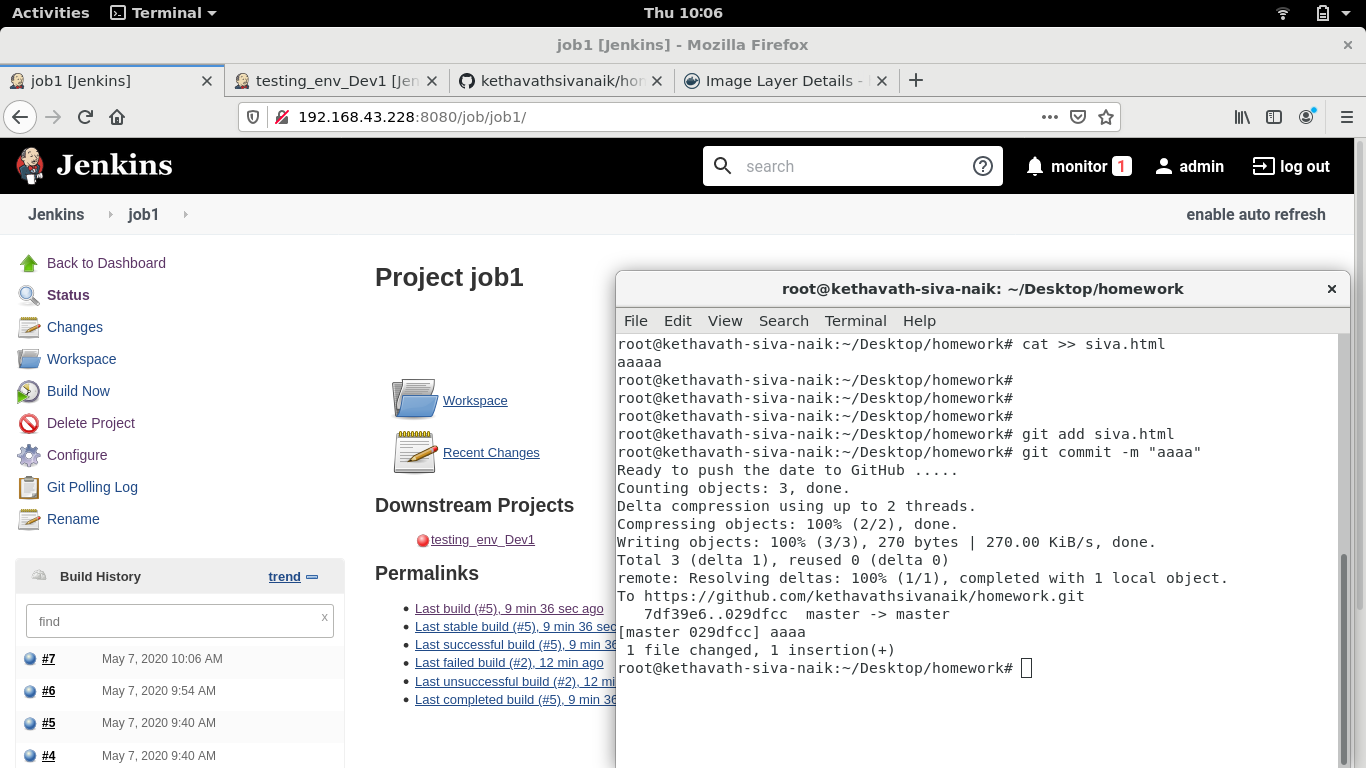 Activities Terminal Thu 10:06
job1 [Jenkins] - Mozilla Firefox
job1 [Jenkins] testing_env_Dev1 [Jen kethavathsivanaik/hon Image Layer Details -
192.168.43.228:8080/job/job1/
Jenkins search monitor 1 admin log out
Jenkins job1 enable auto refresh
Back to Dashboard
Status
Changes
Workspace
Build Now
Delete Project
Configure
Git Polling Log
Rename
Build History trend
find x
#7 May 7, 2020 10:06 AM
#6 May 7, 2020 9:54 AM
#5 May 7, 2020 9:40 AM
#4 May 7, 2020 9:40 AM
Project job1
Workspace
Recent Changes
Downstream Projects
testing_env_Dev1
Permalinks
Last build (#5), 9 min 36 sec ago
Last stable build (#5), 9 min 36 sec
Last successful build (#5), 9 min 36
Last failed build (#2), 12 min ago
Last unsuccessful build (#2), 12 mi
Last completed build (#5), 9 min 36
root@kethavath-siva-naik: ~/Desktop/homework
File Edit View Search Terminal Help
root@kethavath-siva-naik:~/Desktop/homework# cat >> siva.html
aaaaa
root@kethavath-siva-naik:~/Desktop/homework#
root@kethavath-siva-naik:~/Desktop/homework#
root@kethavath-siva-naik:~/Desktop/homework#
root@kethavath-siva-naik:~/Desktop/homework# git add siva.html
root@kethavath-siva-naik:~/Desktop/homework# git commit -m "aaaa"
Ready to push the date to GitHub .....
Counting objects: 3, done.
Delta compression using up to 2 threads.
Compressing objects: 100% (2/2), done.
Writing objects: 100% (3/3), 270 bytes | 270.00 KiB/s, done.
Total 3 (delta 1), reused 0 (delta 0)
remote: Resolving deltas: 100% (1/1), completed with 1 local object.
To https://github.com/kethavathsivanaik/homework.git
7df39e6..029dfcc master -> master
[master 029dfcc] aaaa
1 file changed, 1 insertion(+)
root@kethavath-siva-naik:~/Desktop/homework#